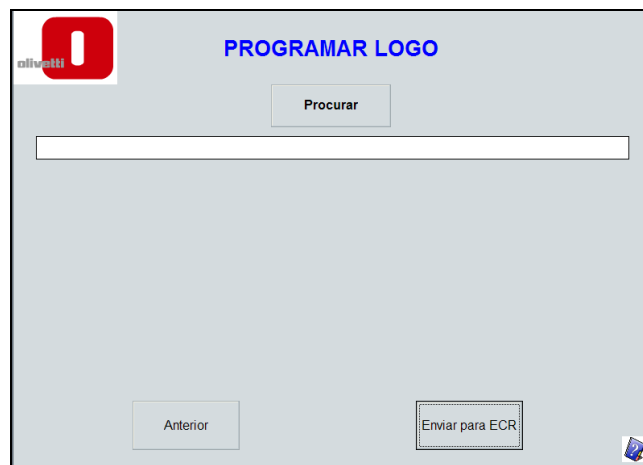 olivetti
PROGRAMAR LOGO
Procurar
Anterior
Enviar para ECR